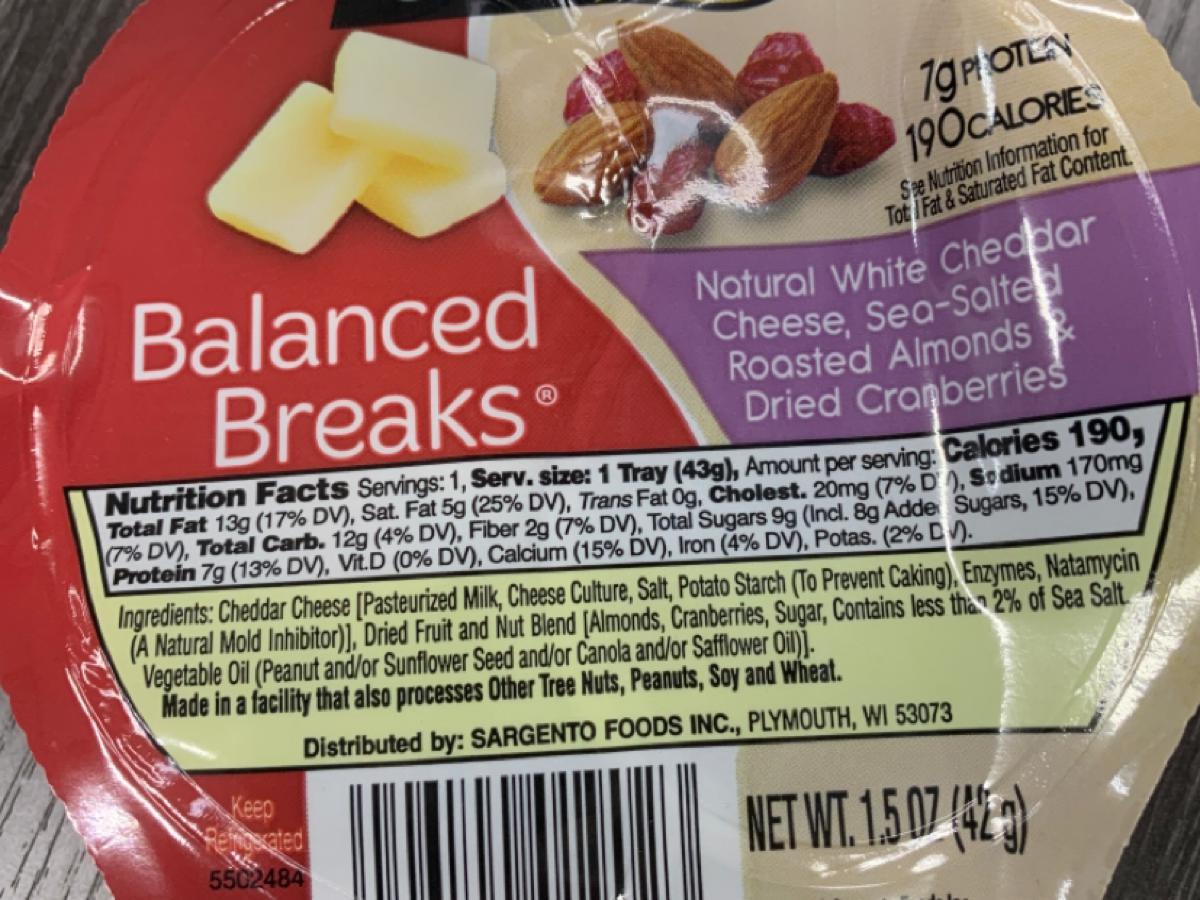 7g PROTEIN
190 CALORIES
See Nutrition Information for
Total Fat & Saturated Fat Content.
Natural White Cheddar
Cheese, Sea-Salted
Roasted Almonds &
Dried Cranberries
Balanced
Breaks®
Nutrition Facts Servings: 1, Serv. size: 1 Tray (43g), Amount per serving: Calories 190,
Total Fat 13g (17% DV), Sat. Fat 5g (25% DV), Trans Fat 0g, Cholest. 20mg (7% DV), Sodium 170mg
(7% DV), Total Carb. 12g (4% DV), Fiber 2g (7% DV), Total Sugars 9g (Incl. 8g Added Sugars, 15% DV),
Protein 7g (13% DV), Vit.D (0% DV), Calcium (15% DV), Iron (4% DV), Potas. (2% DV).
Ingredients: Cheddar Cheese [Pasteurized Milk, Cheese Culture, Salt, Potato Starch (To Prevent Caking), Enzymes, Natamycin
(A Natural Mold Inhibitor)], Dried Fruit and Nut Blend [Almonds, Cranberries, Sugar, Contains less than 2% of Sea Salt
Vegetable Oil (Peanut and/or Sunflower Seed and/or Canola and/or Safflower Oil)].
Made in a facility that also processes Other Tree Nuts, Peanuts, Soy and Wheat.
Distributed by: SARGENTO FOODS INC., PLYMOUTH, WI 53073
Keep
Refrigerated
5502484
NET WT. 1.5 OZ (42 g)